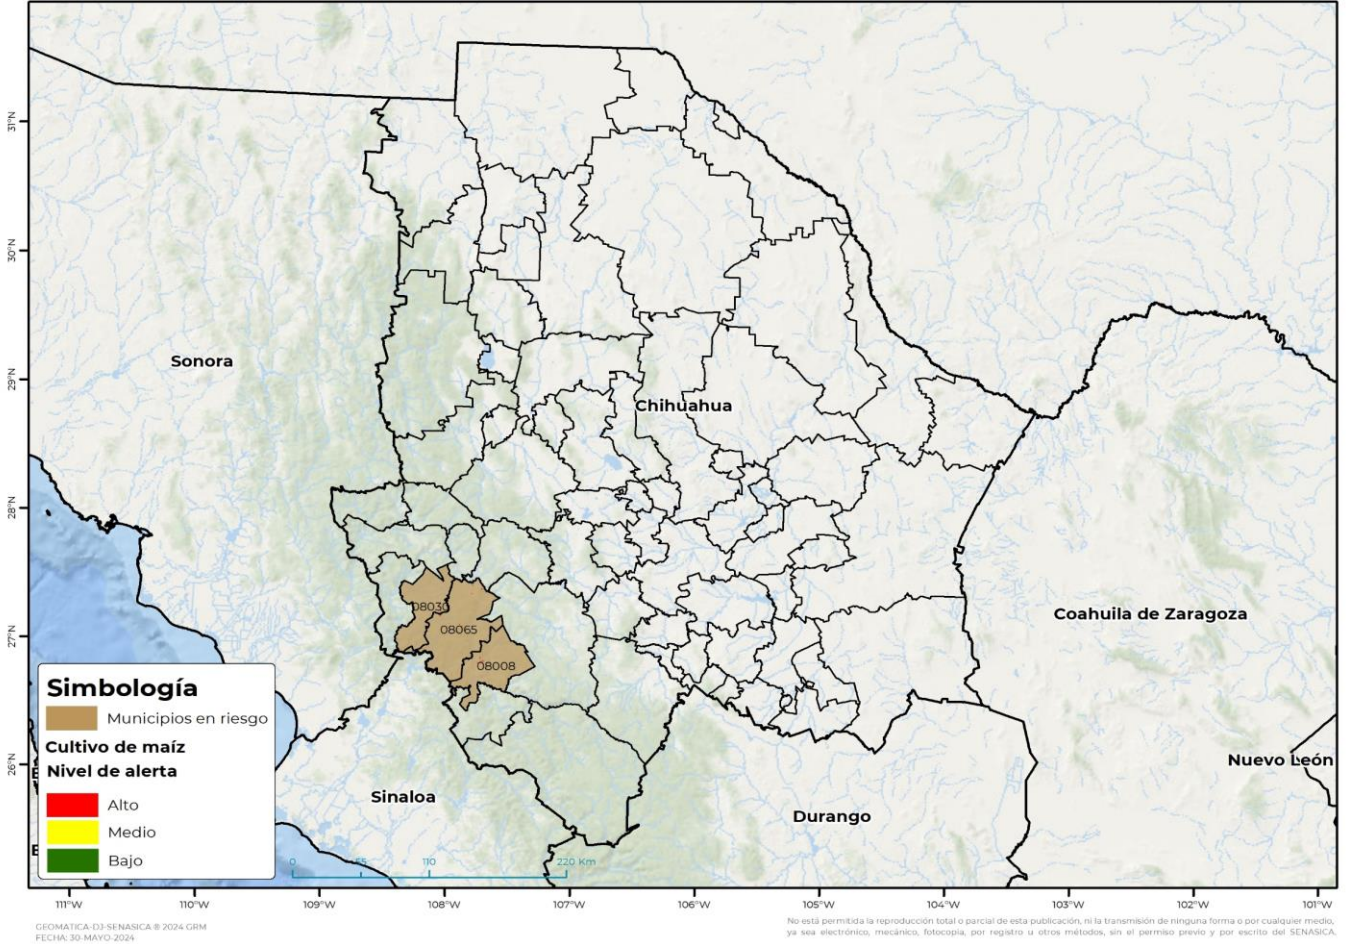 31°N
30°N
Sonora
29°N
Chihuahua
28°N
08030
27°N
08065
Coahuila de Zaragoza
08008
Simbología
Municipios en riesgo
Cultivo de maíz
Nivel de alerta
26°N
Nuevo León
Alto
Sinaloa
Durango
Medio
Bajo
0 55 110 220 Km
111°W 110°W 109°W 108°W 107°W 106°W 105°W 104°W 103°W 102°W 101°W
GEOMATICA-DJ-SENASICA ® 2024 GRM
FECHA: 30-MAYO-2024
No está permitida la reproducción total o parcial de esta publicación, ni la transmisión de ninguna forma o por cualquier medio,
ya sea electrónico, mecánico, fotocopia, por registro u otros métodos, sin el permiso previo y por escrito del SENASICA.